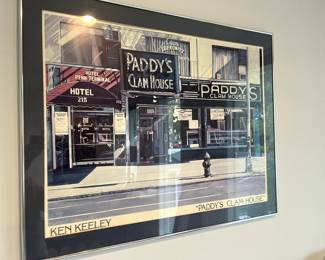 HOTEL
PENN TERMINAL
HOTEL
215
PADDY'S
CLAM HOUSE
PADDY'S
CLAM HOUSE
KEN KEELEY
"PADDY'S CLAM HOUSE"